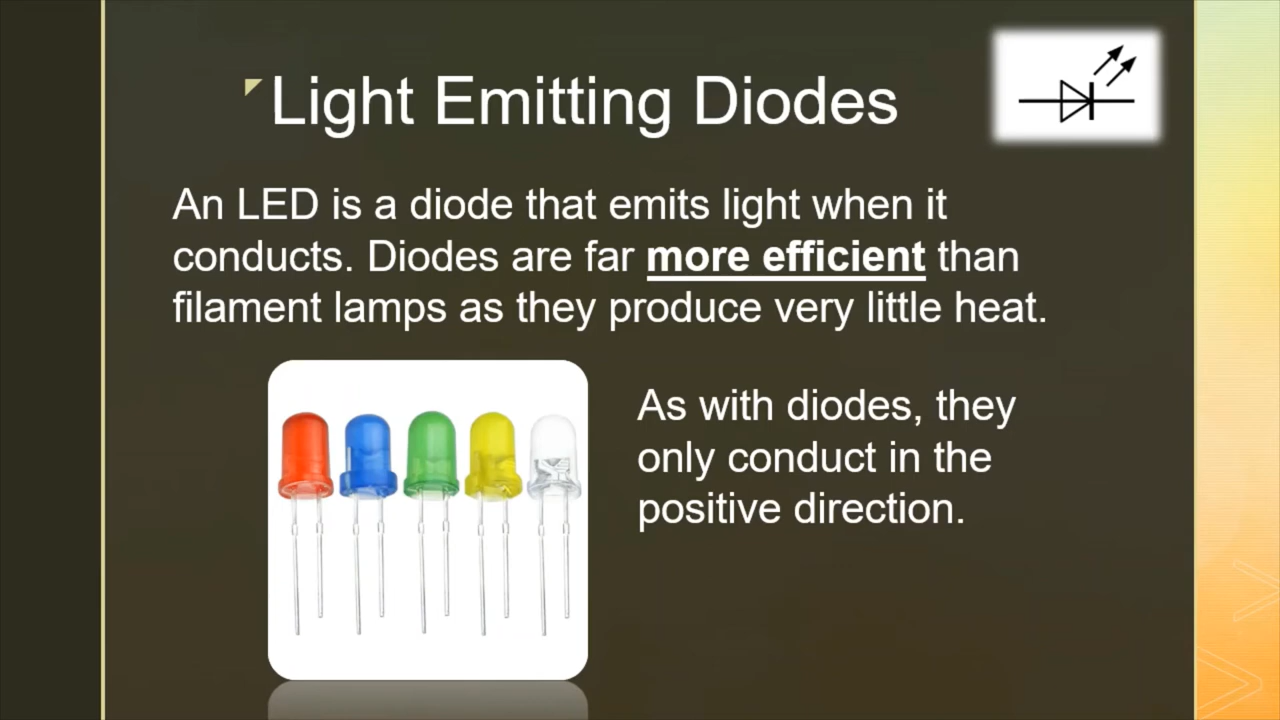 Light Emitting Diodes
An LED is a diode that emits light when it
conducts. Diodes are far more efficient than
filament lamps as they produce very little heat.
As with diodes, they
only conduct in the
positive direction.